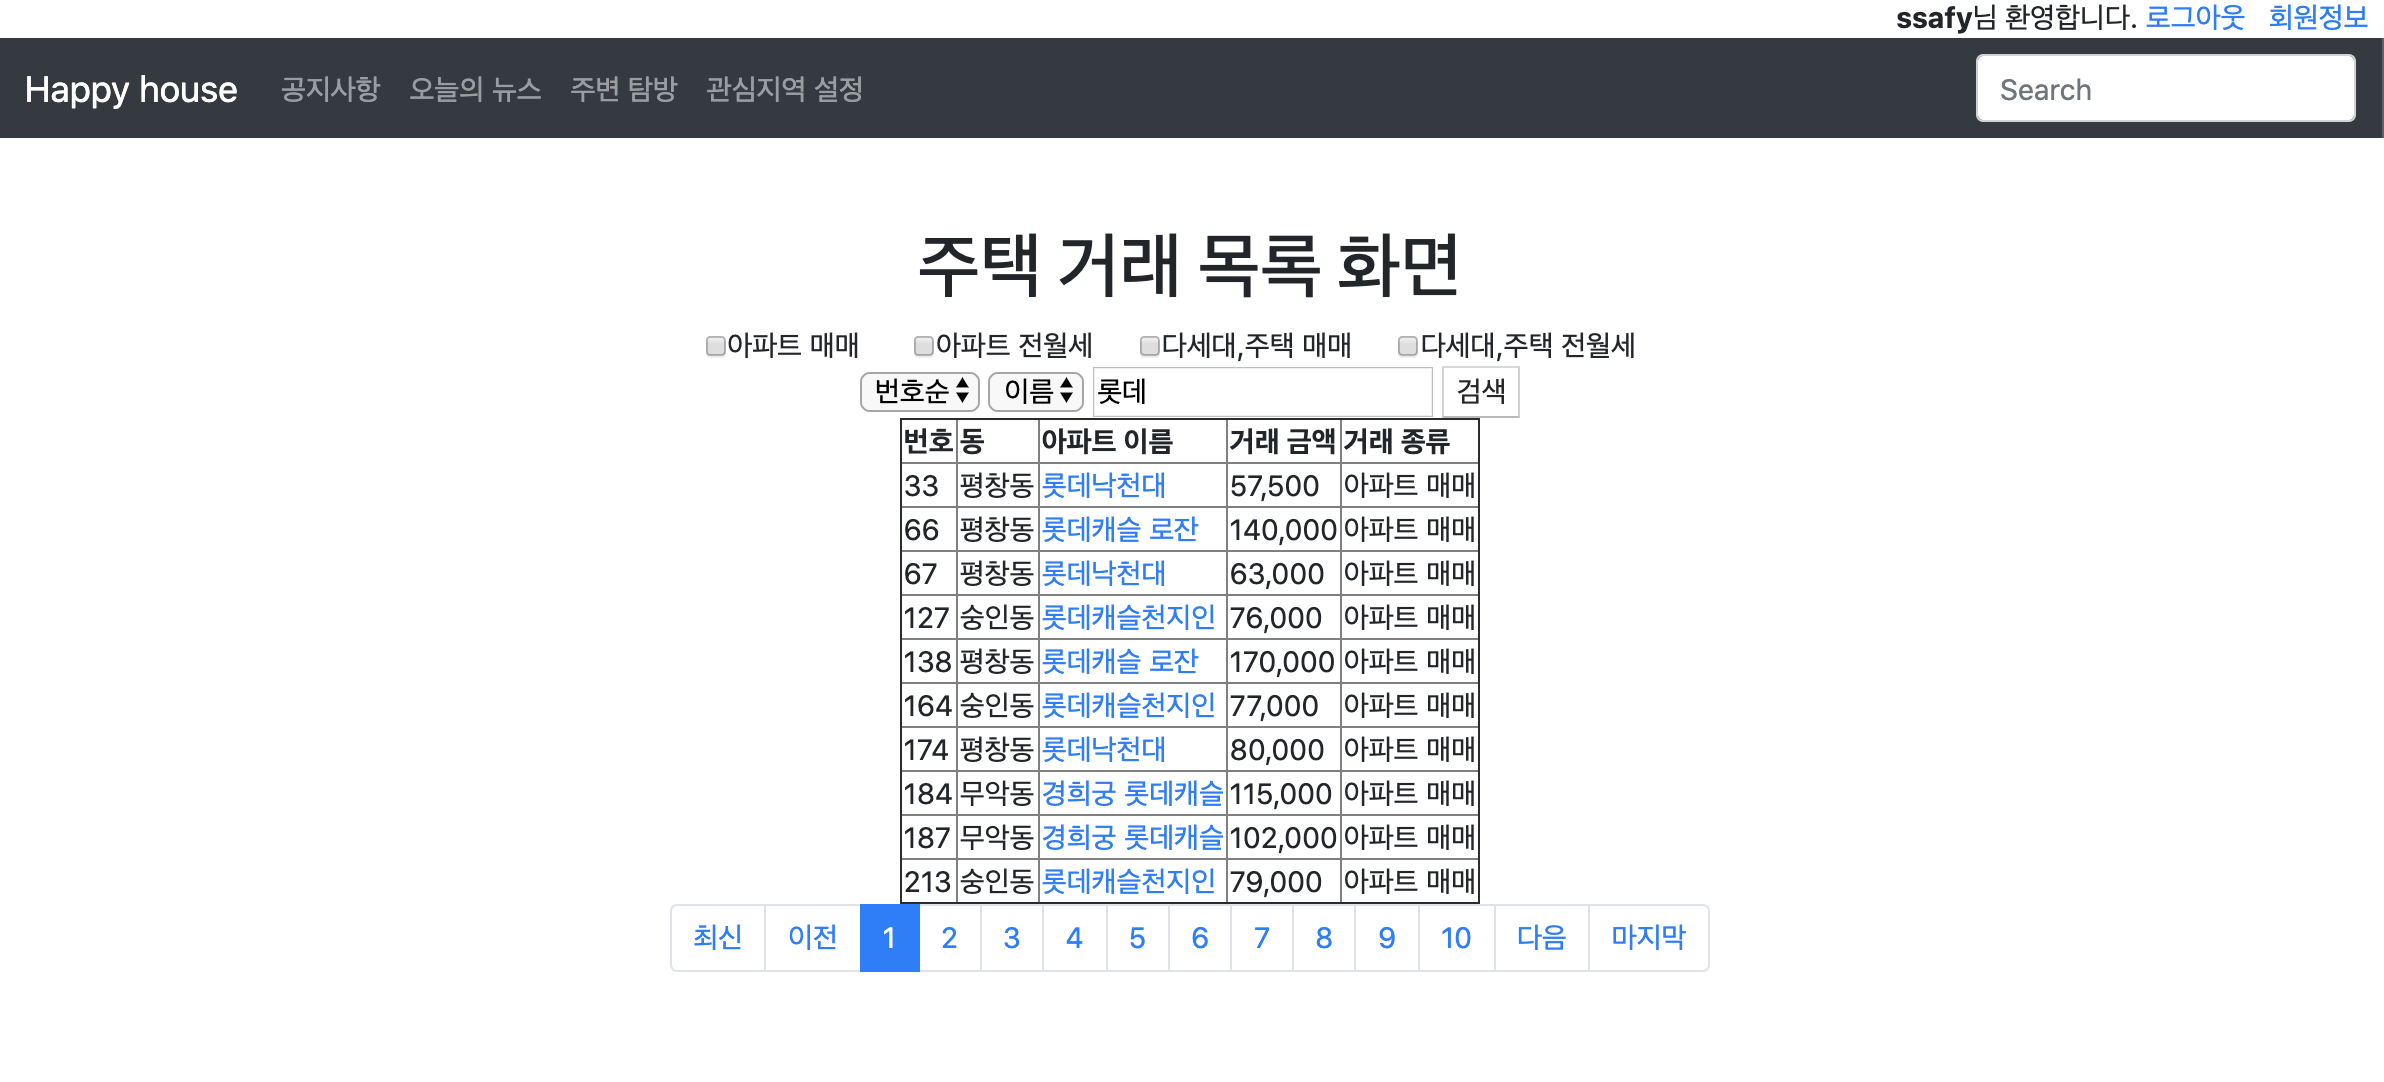 ssafy님 환영합니다. 로그아웃 회원정보
Happy house 공지사항 오늘의 뉴스 주변 탐방 관심지역 설정 Search
주택 거래 목록 화면
아파트 매매 아파트 전월세 다세대,주택 매매 다세대,주택 전월세
번호순 이름 롯데 검색
번호 동 아파트 이름 거래 금액 거래 종류
33 평창동 롯데낙천대 57,500 아파트 매매
66 평창동 롯데캐슬 로잔 140,000 아파트 매매
67 평창동 롯데낙천대 63,000 아파트 매매
127 숭인동 롯데캐슬천지인 76,000 아파트 매매
138 평창동 롯데캐슬 로잔 170,000 아파트 매매
164 숭인동 롯데캐슬천지인 77,000 아파트 매매
174 평창동 롯데낙천대 80,000 아파트 매매
184 무악동 경희궁 롯데캐슬 115,000 아파트 매매
187 무악동 경희궁 롯데캐슬 102,000 아파트 매매
213 숭인동 롯데캐슬천지인 79,000 아파트 매매
최신 이전 1 2 3 4 5 6 7 8 9 10 다음 마지막